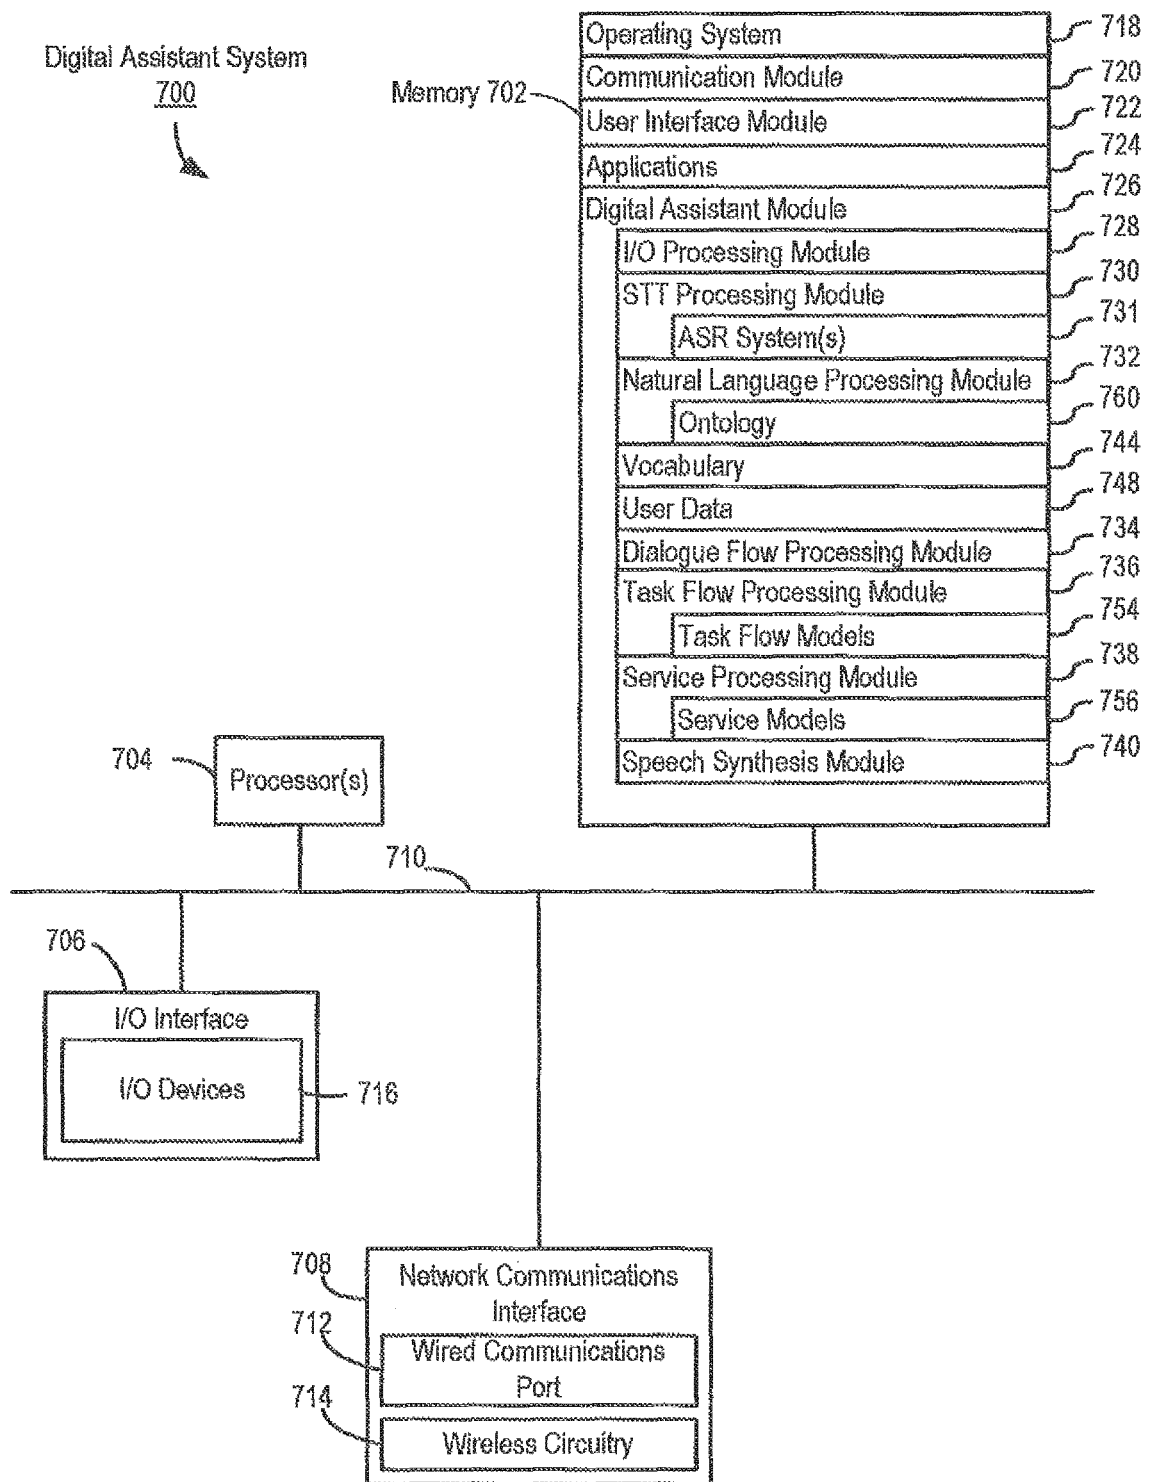 Digital Assistant System
700
Memory 702
Operating System 718
Communication Module 720
User Interface Module 722
Applications 724
Digital Assistant Module 726
I/O Processing Module 728
STT Processing Module 730
ASR System(s) 731
Natural Language Processing Module 732
Ontology 760
Vocabulary 744
User Data 748
Dialogue Flow Processing Module 734
Task Flow Processing Module 736
Task Flow Models 754
Service Processing Module 738
Service Models 756
Speech Synthesis Module 740
704
Processor(s)
710
706
I/O Interface
I/O Devices
716
708
Network Communications
Interface
712
Wired Communications
Port
714
Wireless Circuitry